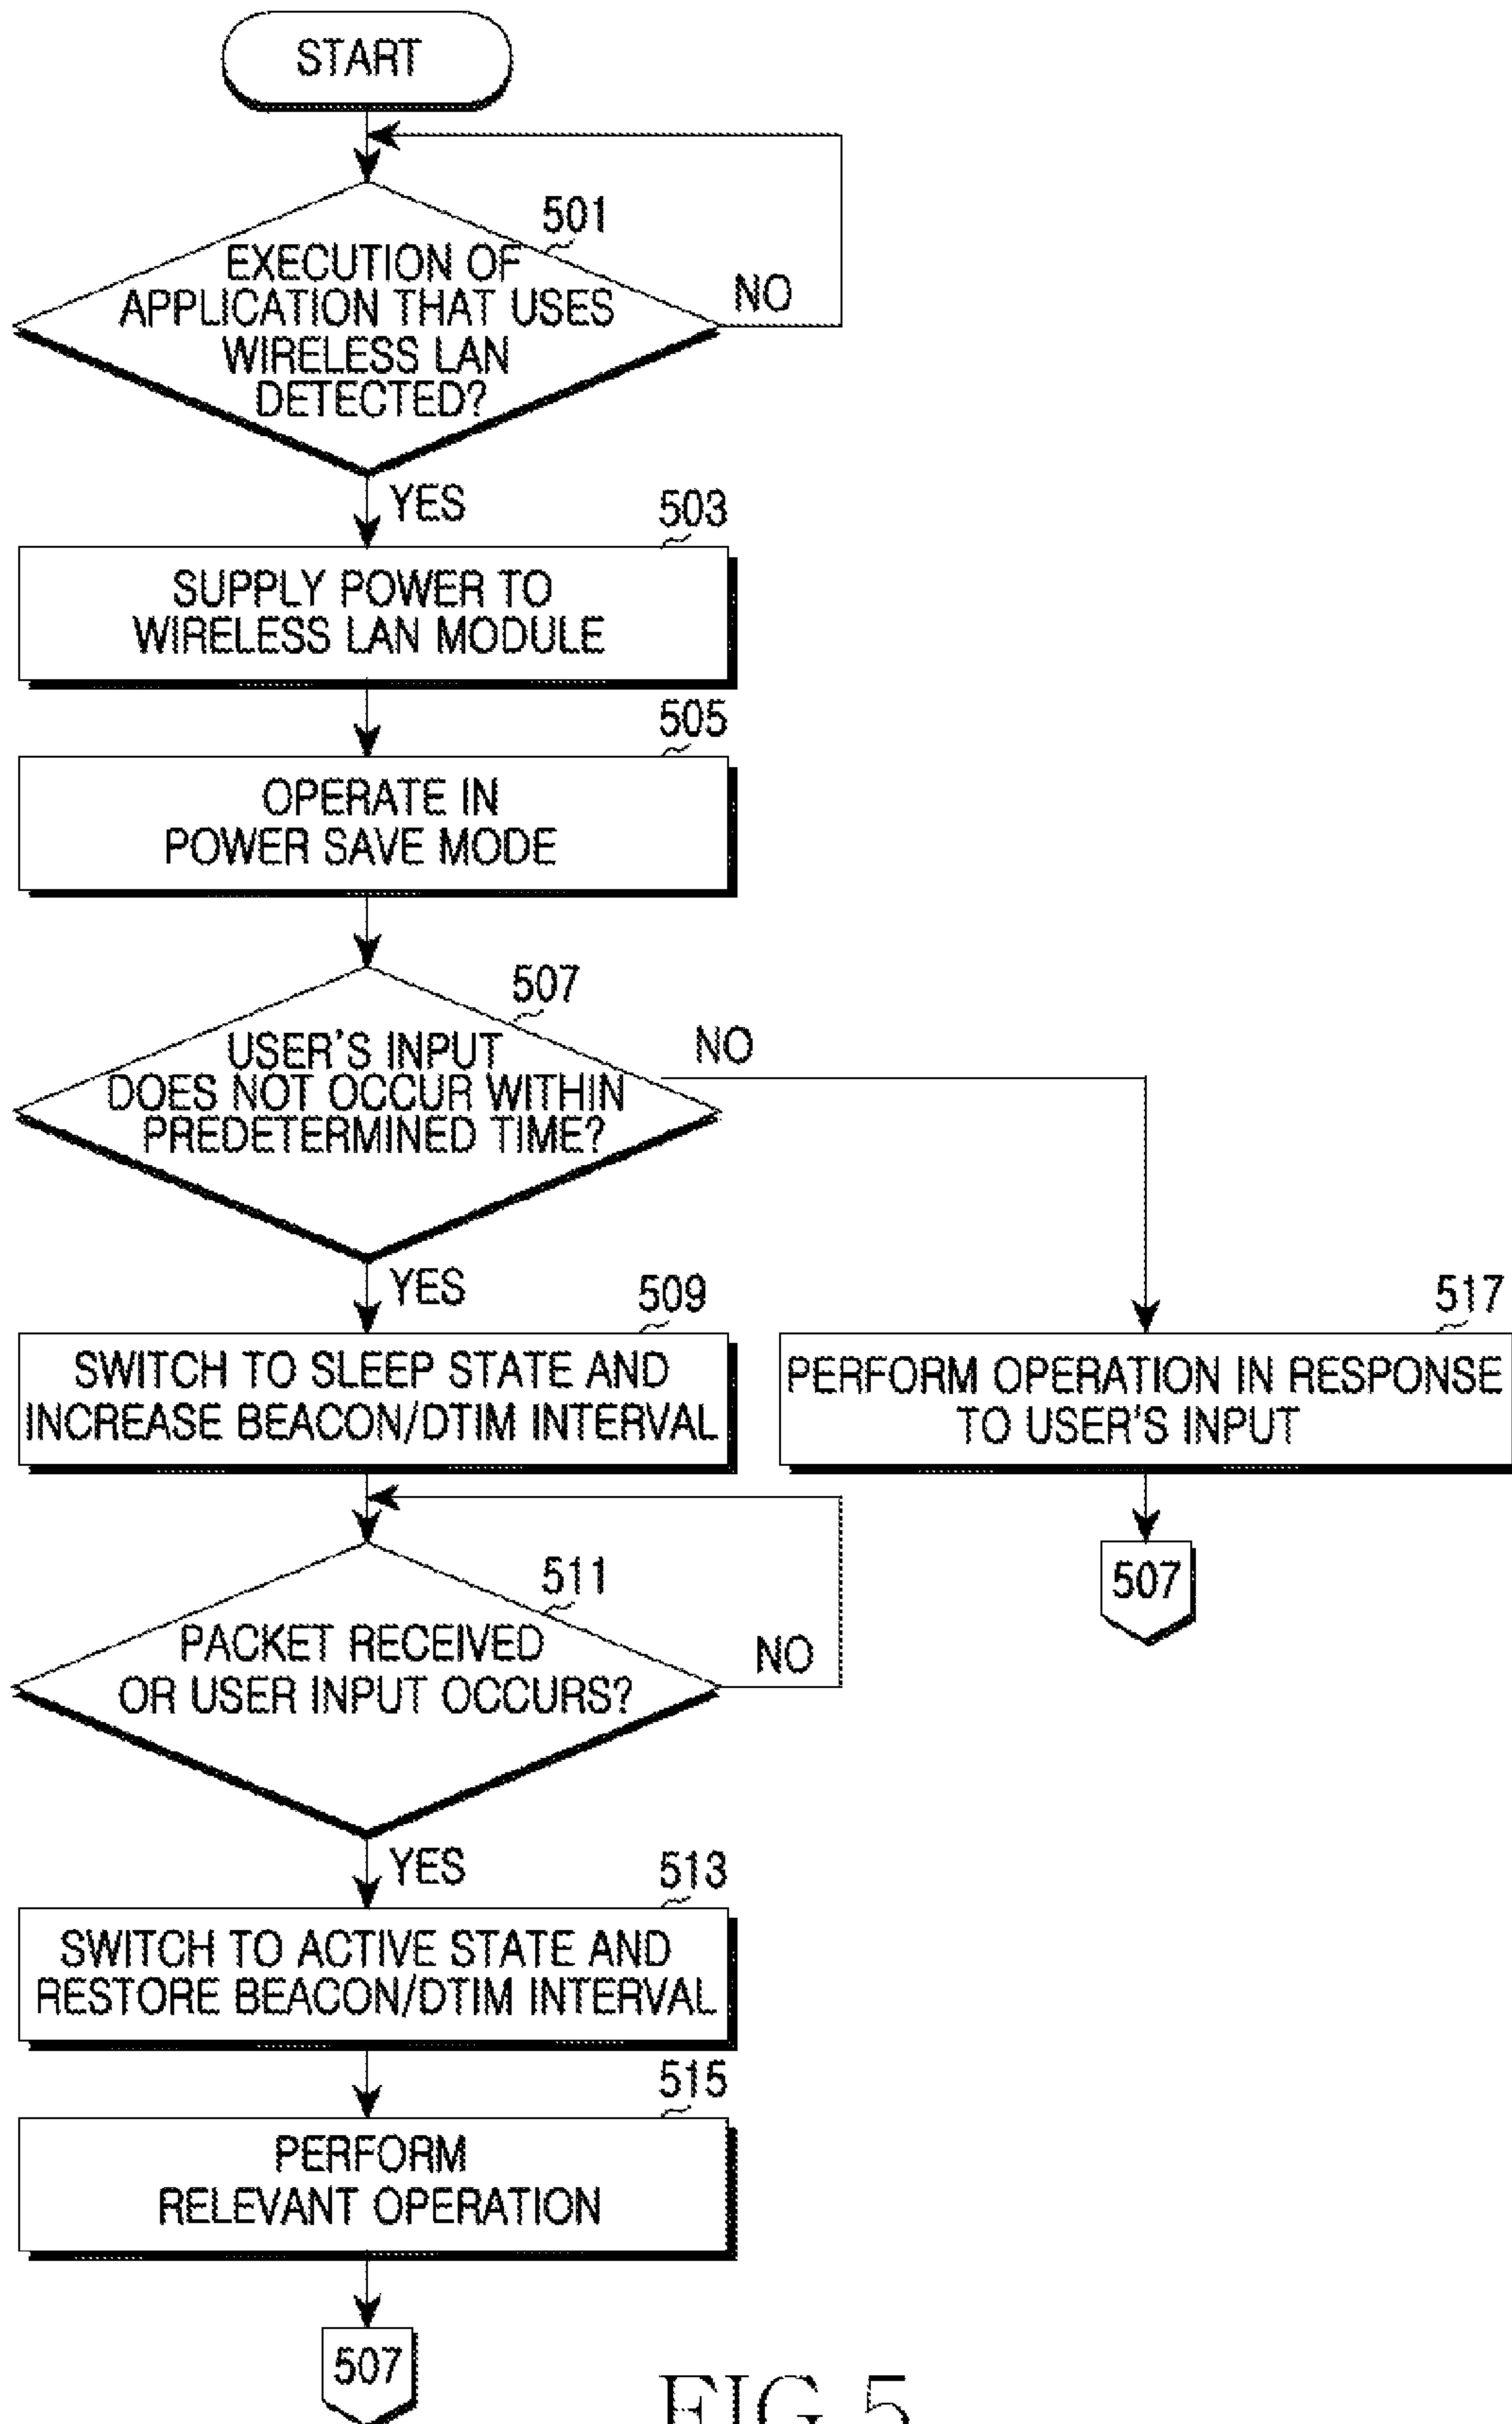 START
501
EXECUTION OF
APPLICATION THAT USES
WIRELESS LAN
DETECTED?
NO
YES
503
SUPPLY POWER TO
WIRELESS LAN MODULE
505
OPERATE IN
POWER SAVE MODE
507
USER'S INPUT
DOES NOT OCCUR WITHIN
PREDETERMINED TIME?
NO
YES
509
SWITCH TO SLEEP STATE AND
INCREASE BEACON/DTIM INTERVAL
517
PERFORM OPERATION IN RESPONSE
TO USER'S INPUT
507
511
PACKET RECEIVED
OR USER INPUT OCCURS?
NO
YES
513
SWITCH TO ACTIVE STATE AND
RESTORE BEACON/DTIM INTERVAL
515
PERFORM
RELEVANT OPERATION
507
FIG.5